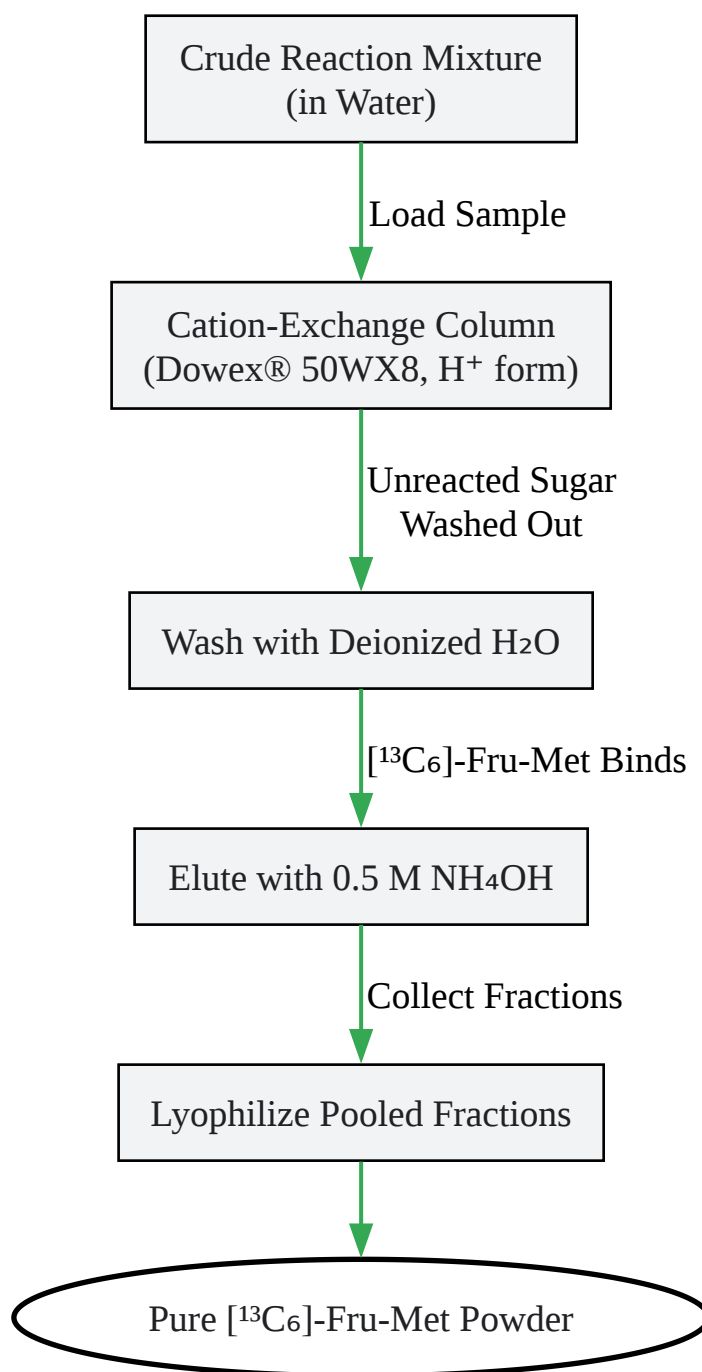 Crude Reaction Mixture
(in Water)
Load Sample
Cation-Exchange Column
(Dowex® 50WX8, H⁺ form)
Unreacted Sugar
Washed Out
Wash with Deionized H₂O
[¹³C₆]-Fru-Met Binds
Elute with 0.5 M NH₄OH
Collect Fractions
Lyophilize Pooled Fractions
Pure [¹³C₆]-Fru-Met Powder